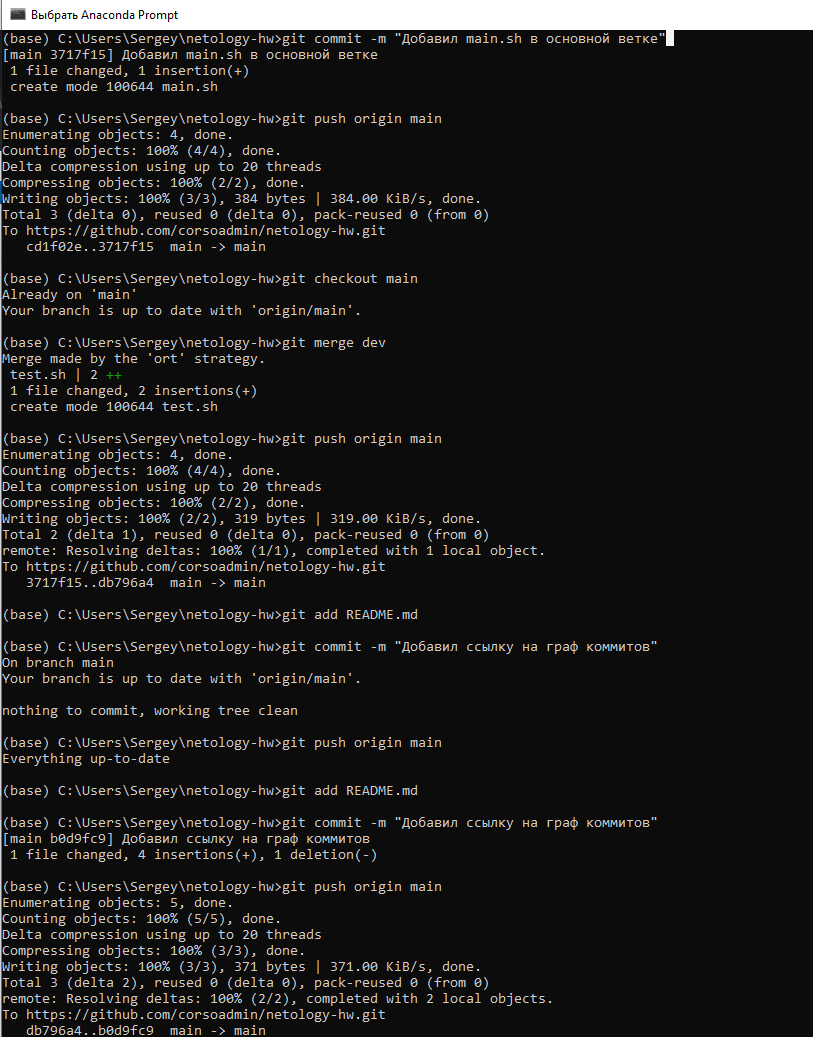 Выбрать Anaconda Prompt
(base) C:\Users\Sergey\netology-hw>git commit -m "Добавил main.sh в основной ветке"
[main 3717f15] Добавил main.sh в основной ветке
 1 file changed, 1 insertion(+)
 create mode 100644 main.sh

(base) C:\Users\Sergey\netology-hw>git push origin main
Enumerating objects: 4, done.
Counting objects: 100% (4/4), done.
Delta compression using up to 20 threads
Compressing objects: 100% (2/2), done.
Writing objects: 100% (3/3), 384 bytes | 384.00 KiB/s, done.
Total 3 (delta 0), reused 0 (delta 0), pack-reused 0 (from 0)
To https://github.com/corsoadmin/netology-hw.git
   cd1f02e..3717f15  main -> main

(base) C:\Users\Sergey\netology-hw>git checkout main
Already on 'main'
Your branch is up to date with 'origin/main'.

(base) C:\Users\Sergey\netology-hw>git merge dev
Merge made by the 'ort' strategy.
 test.sh | 2 ++
 1 file changed, 2 insertions(+)
 create mode 100644 test.sh

(base) C:\Users\Sergey\netology-hw>git push origin main
Enumerating objects: 4, done.
Counting objects: 100% (4/4), done.
Delta compression using up to 20 threads
Compressing objects: 100% (2/2), done.
Writing objects: 100% (2/2), 319 bytes | 319.00 KiB/s, done.
Total 2 (delta 1), reused 0 (delta 0), pack-reused 0 (from 0)
remote: Resolving deltas: 100% (1/1), completed with 1 local object.
To https://github.com/corsoadmin/netology-hw.git
   3717f15..db796a4  main -> main

(base) C:\Users\Sergey\netology-hw>git add README.md

(base) C:\Users\Sergey\netology-hw>git commit -m "Добавил ссылку на граф коммитов"
On branch main
Your branch is up to date with 'origin/main'.

nothing to commit, working tree clean

(base) C:\Users\Sergey\netology-hw>git push origin main
Everything up-to-date

(base) C:\Users\Sergey\netology-hw>git add README.md

(base) C:\Users\Sergey\netology-hw>git commit -m "Добавил ссылку на граф коммитов"
[main b0d9fc9] Добавил ссылку на граф коммитов
 1 file changed, 4 insertions(+), 1 deletion(-)

(base) C:\Users\Sergey\netology-hw>git push origin main
Enumerating objects: 5, done.
Counting objects: 100% (5/5), done.
Delta compression using up to 20 threads
Compressing objects: 100% (3/3), done.
Writing objects: 100% (3/3), 371 bytes | 371.00 KiB/s, done.
Total 3 (delta 2), reused 0 (delta 0), pack-reused 0 (from 0)
remote: Resolving deltas: 100% (2/2), completed with 2 local objects.
To https://github.com/corsoadmin/netology-hw.git
   db796a4..b0d9fc9  main -> main